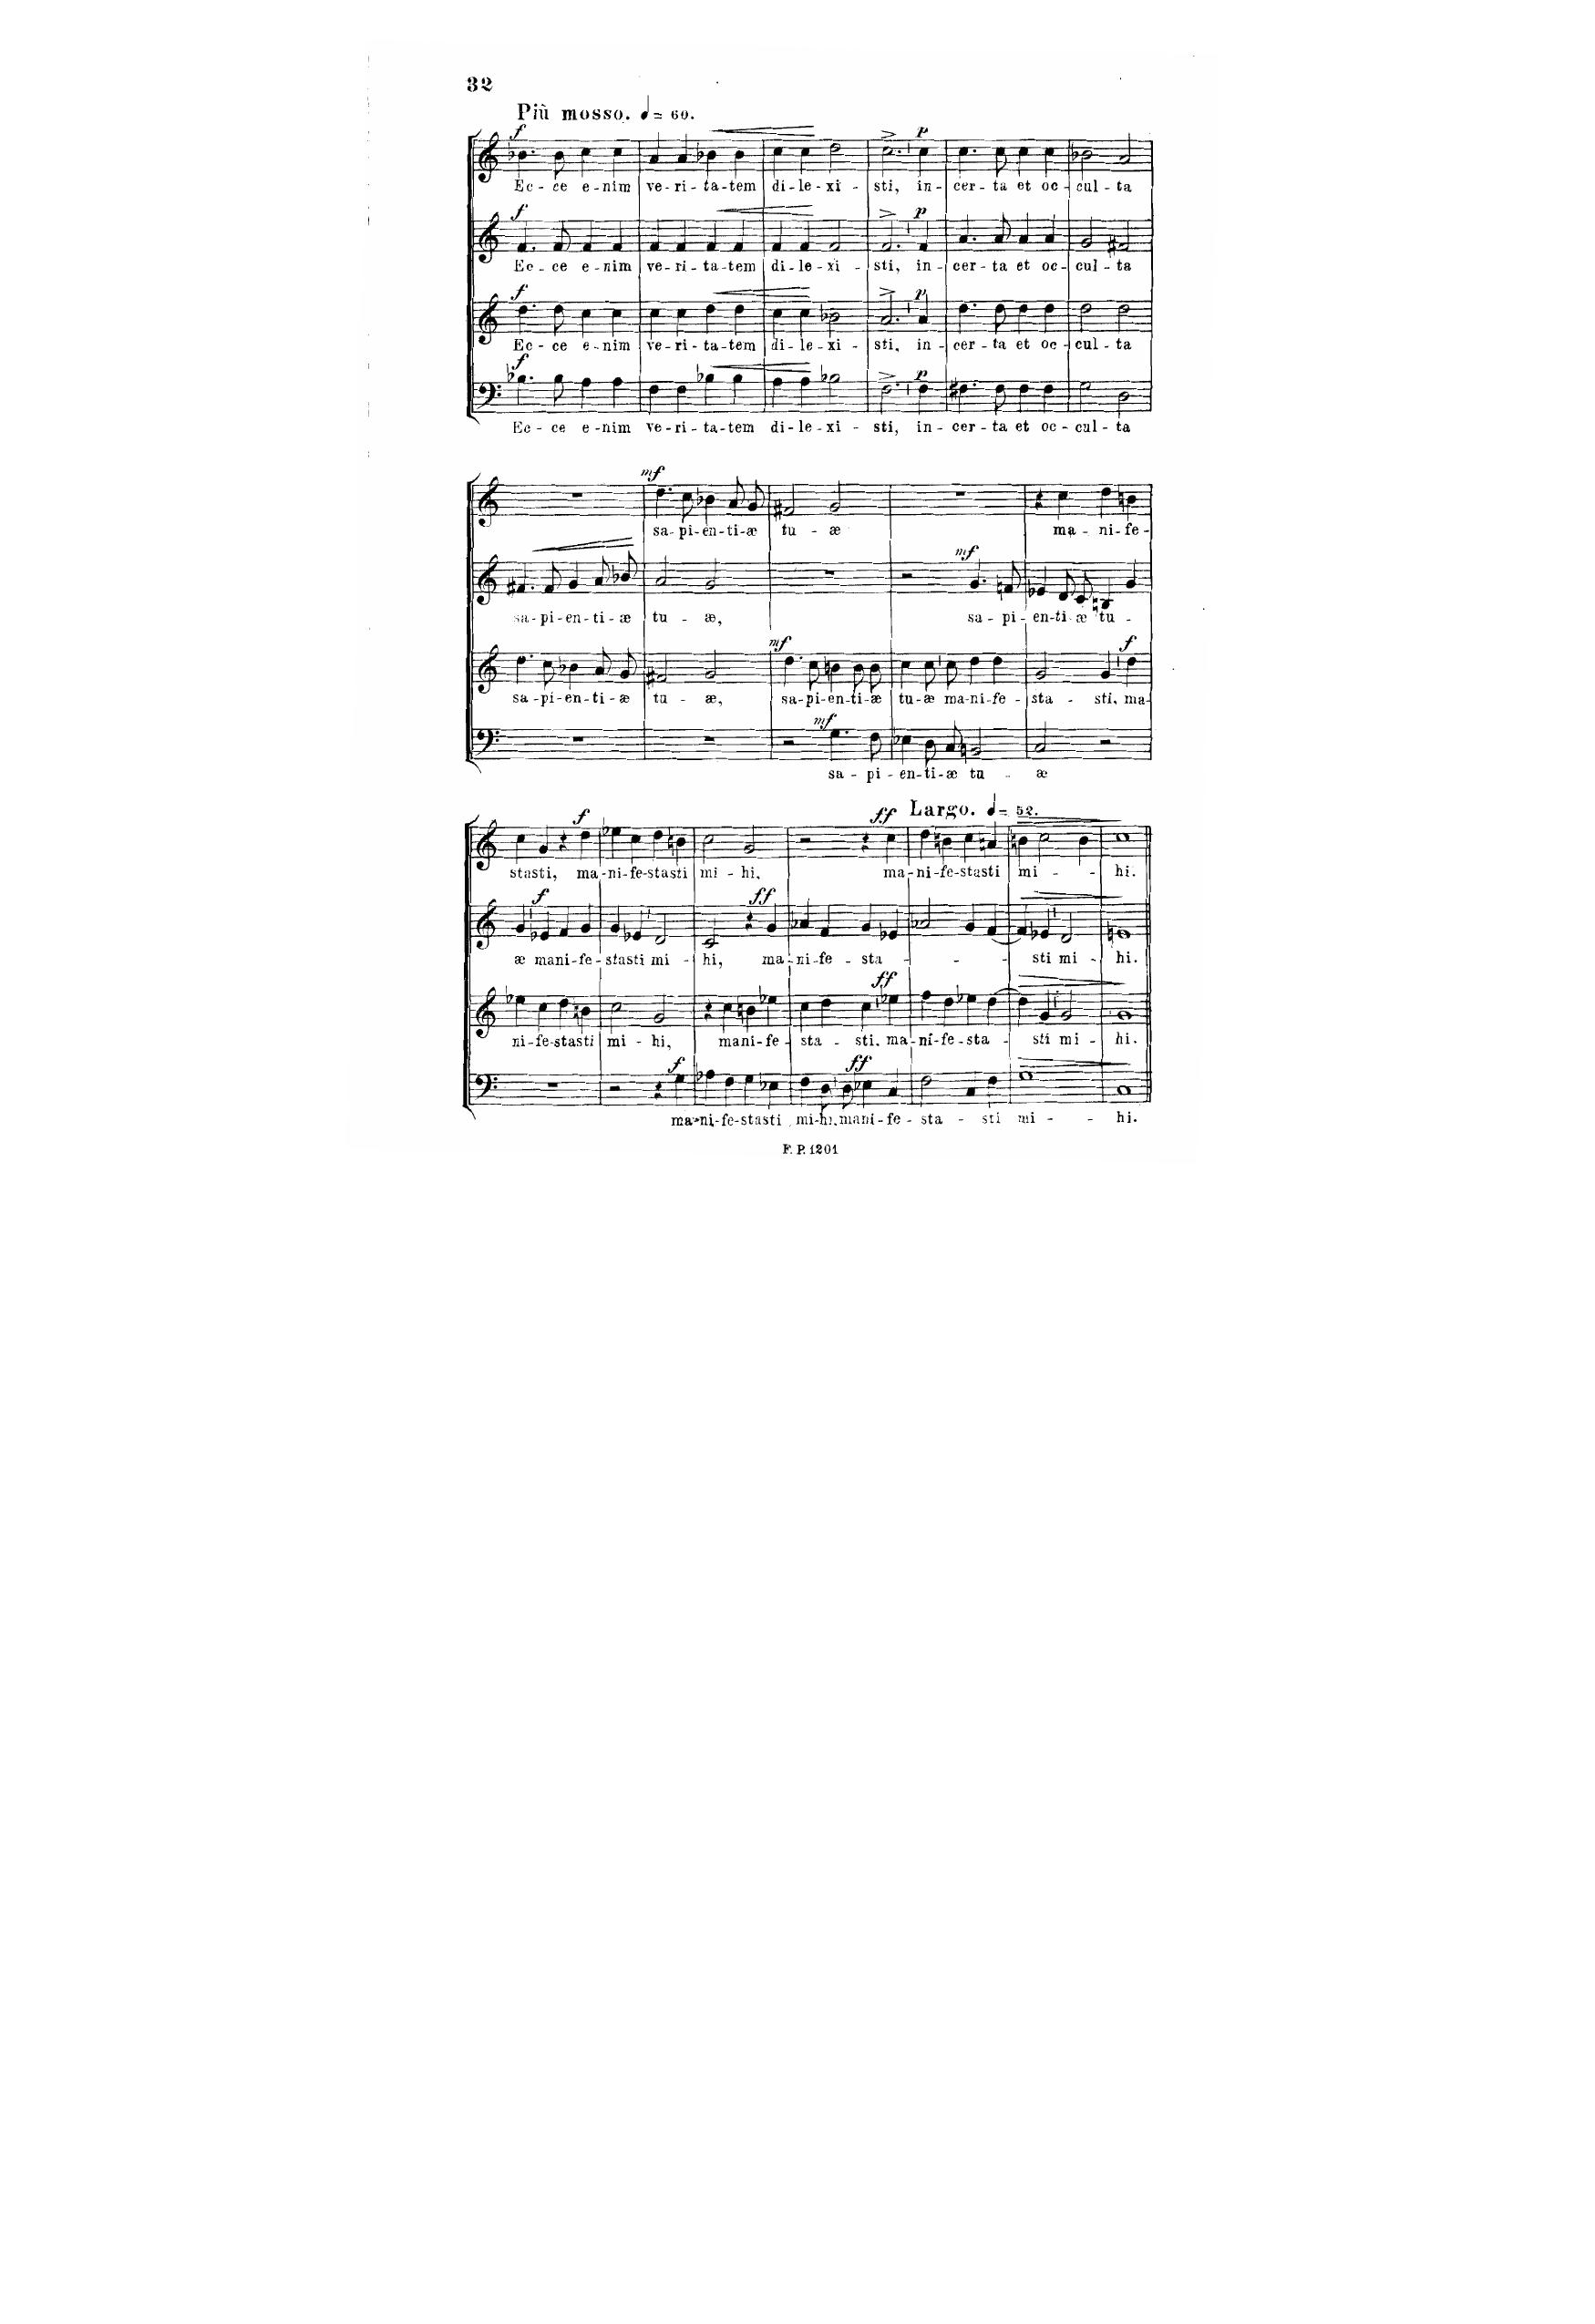 32
Più mosso. ♩= 60.
f f p
Ec - ce e - nim ve - ri - ta - tem di - le - xi - sti, in - cer - ta et oc - cul - ta
f p
Ec - ce e - nim ve - ri - ta - tem di - le - xi - sti, in - cer - ta et oc - cul - ta
f p
Ec - ce e - nim ve - ri - ta - tem di - le - xi - sti, in - cer - ta et oc - cul - ta
f p
Ec - ce e - nim ve - ri - ta - tem di - le - xi - sti, in - cer - ta et oc - cul - ta
mf
sa - pi - en - ti - æ tu - æ ma - ni - fe -
mf
sa - pi - en - ti - æ tu - æ, sa - pi - en - ti æ tu -
mf f
sa - pi - en - ti - æ tu - æ, sa - pi - en - ti - æ tu - æ ma - ni - fe - sta - sti, ma -
mf
sa - pi - en - ti - æ tu - æ
Largo. ♩= 52.
f ff
stasti, ma - ni - fe - stasti mi - hi, ma - ni - fe - stasti mi - hi.
f ff
æ mani - fe - stasti mi - hi, ma - ni - fe - sta - sti mi - hi.
ff
ni - fe - stasti mi - hi, mani - fe - sta - sti. ma - ni - fe - sta - sti mi - hi.
f ff
ma - ni - fe - stasti mi - hi. mani - fe - sta - sti mi - hi.
F. P. 1201